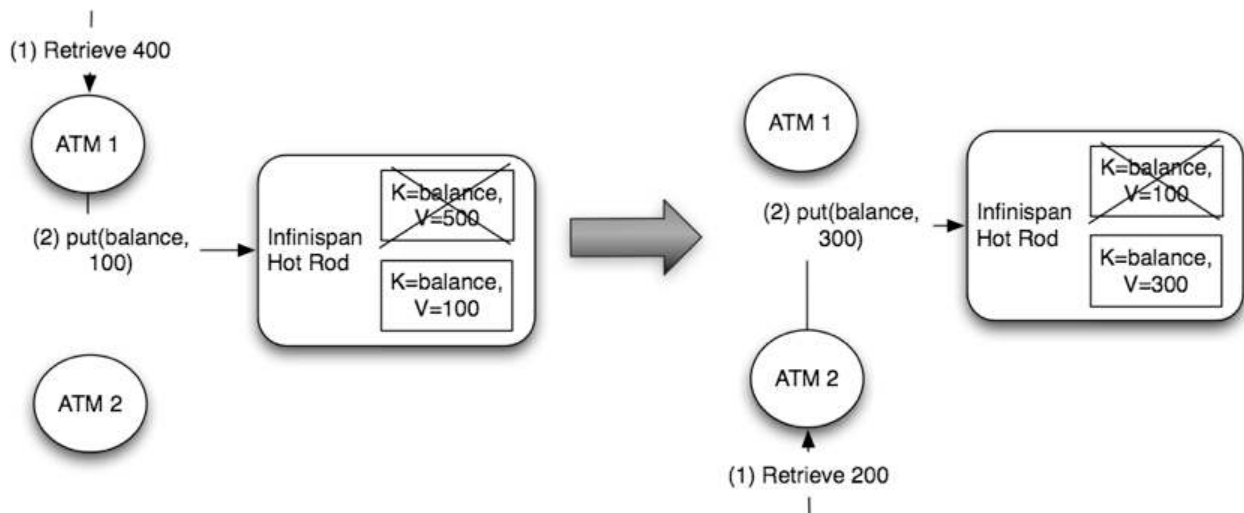 (1) Retrieve 400
ATM 1
(2) put(balance,
100)
Infinispan
Hot Rod
K=balance,
V=500
K=balance,
V=100
ATM 2
ATM 1
(2) put(balance,
300)
Infinispan
Hot Rod
K=balance,
V=100
K=balance,
V=300
ATM 2
(1) Retrieve 200